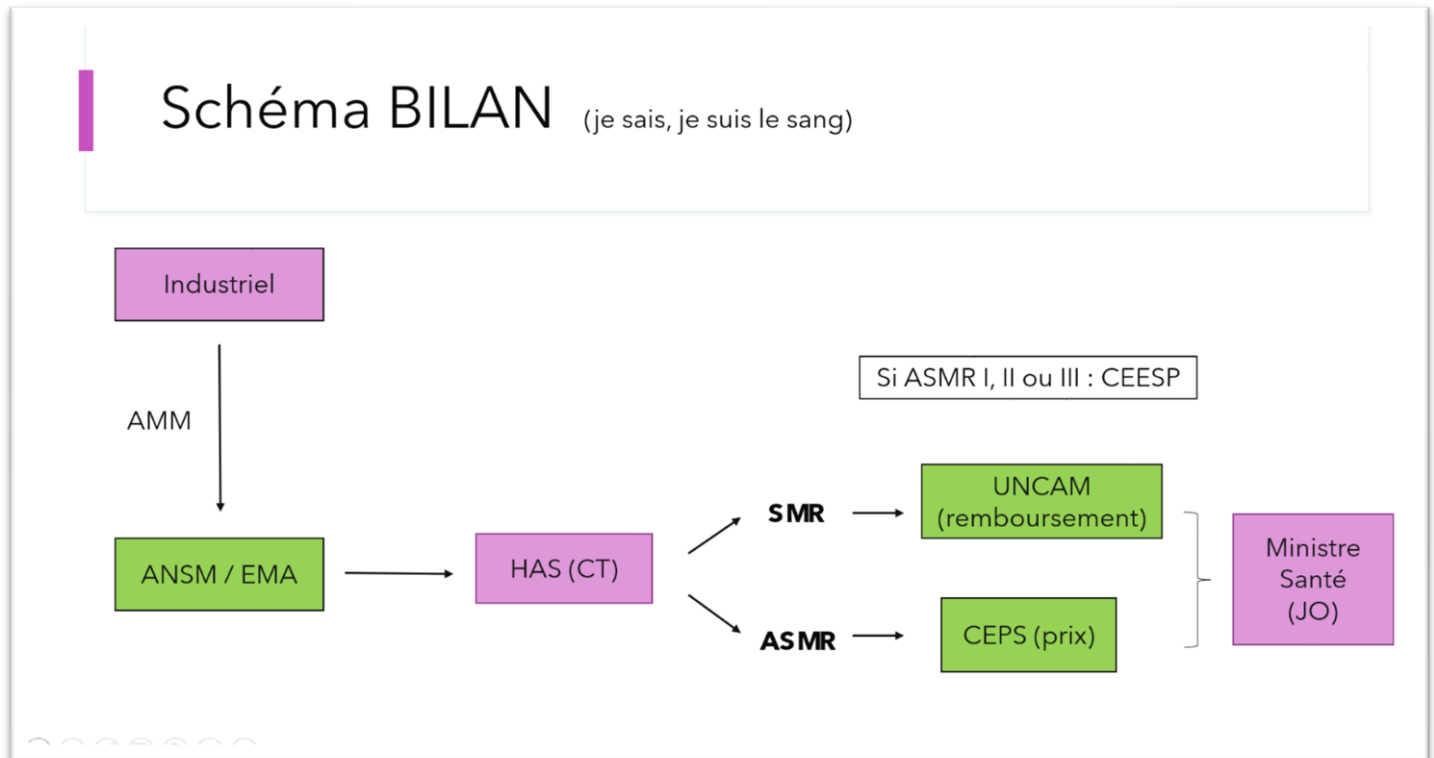 Schéma BILAN (je sais, je suis le sang)
Industriel
AMM
ANSM / EMA
HAS (CT)
Si ASMR I, II ou III : CEESP
SMR
ASMR
UNCAM
(remboursement)
CEPS (prix)
Ministre
Santé
(JO)